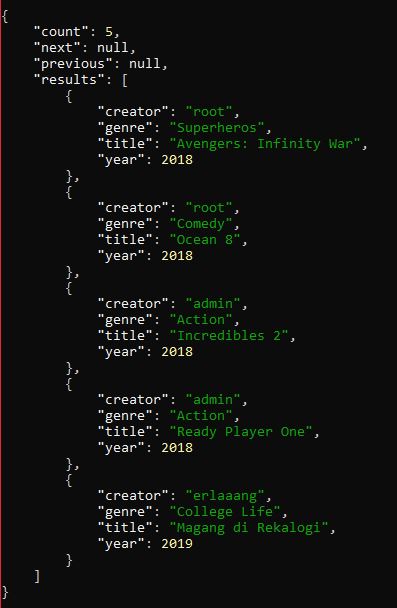 {
    "count": 5,
    "next": null,
    "previous": null,
    "results": [
        {
            "creator": "root",
            "genre": "Superheros",
            "title": "Avengers: Infinity War",
            "year": 2018
        },
        {
            "creator": "root",
            "genre": "Comedy",
            "title": "Ocean 8",
            "year": 2018
        },
        {
            "creator": "admin",
            "genre": "Action",
            "title": "Incredibles 2",
            "year": 2018
        },
        {
            "creator": "admin",
            "genre": "Action",
            "title": "Ready Player One",
            "year": 2018
        },
        {
            "creator": "erlaaang",
            "genre": "College Life",
            "title": "Magang di Rekalogi",
            "year": 2019
        }
    ]
}